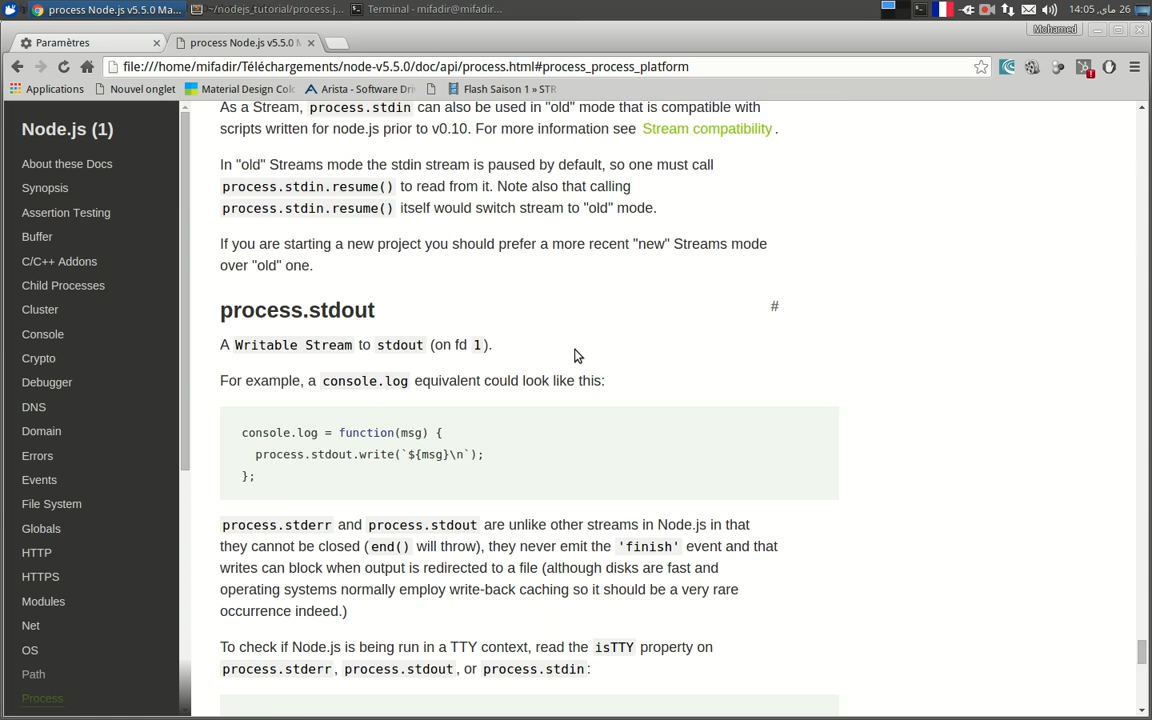 process Node.js v5.5.0 Ma...
~/nodejs_tutorial/process.j...
Terminal - mifadir@mifadir...
14:05 ,ماي 26
Paramètres
process Node.js v5.5.0 M
Mohamed
file:///home/mifadir/Téléchargements/node-v5.5.0/doc/api/process.html#process_process_platform
Applications
Nouvel onglet
Material Design Colo
Arista - Software Driv
Flash Saison 1 » STR
Node.js (1)
About these Docs
Synopsis
Assertion Testing
Buffer
C/C++ Addons
Child Processes
Cluster
Console
Crypto
Debugger
DNS
Domain
Errors
Events
File System
Globals
HTTP
HTTPS
Modules
Net
OS
Path
Process
As a Stream, process.stdin can also be used in "old" mode that is compatible with
scripts written for node.js prior to v0.10. For more information see Stream compatibility.
In "old" Streams mode the stdin stream is paused by default, so one must call
process.stdin.resume() to read from it. Note also that calling
process.stdin.resume() itself would switch stream to "old" mode.
If you are starting a new project you should prefer a more recent "new" Streams mode
over "old" one.
process.stdout #
A Writable Stream to stdout (on fd 1).
For example, a console.log equivalent could look like this:
console.log = function(msg) {
process.stdout.write(`${msg}\n`);
};
process.stderr and process.stdout are unlike other streams in Node.js in that
they cannot be closed (end() will throw), they never emit the 'finish' event and that
writes can block when output is redirected to a file (although disks are fast and
operating systems normally employ write-back caching so it should be a very rare
occurrence indeed.)
To check if Node.js is being run in a TTY context, read the isTTY property on
process.stderr, process.stdout, or process.stdin: